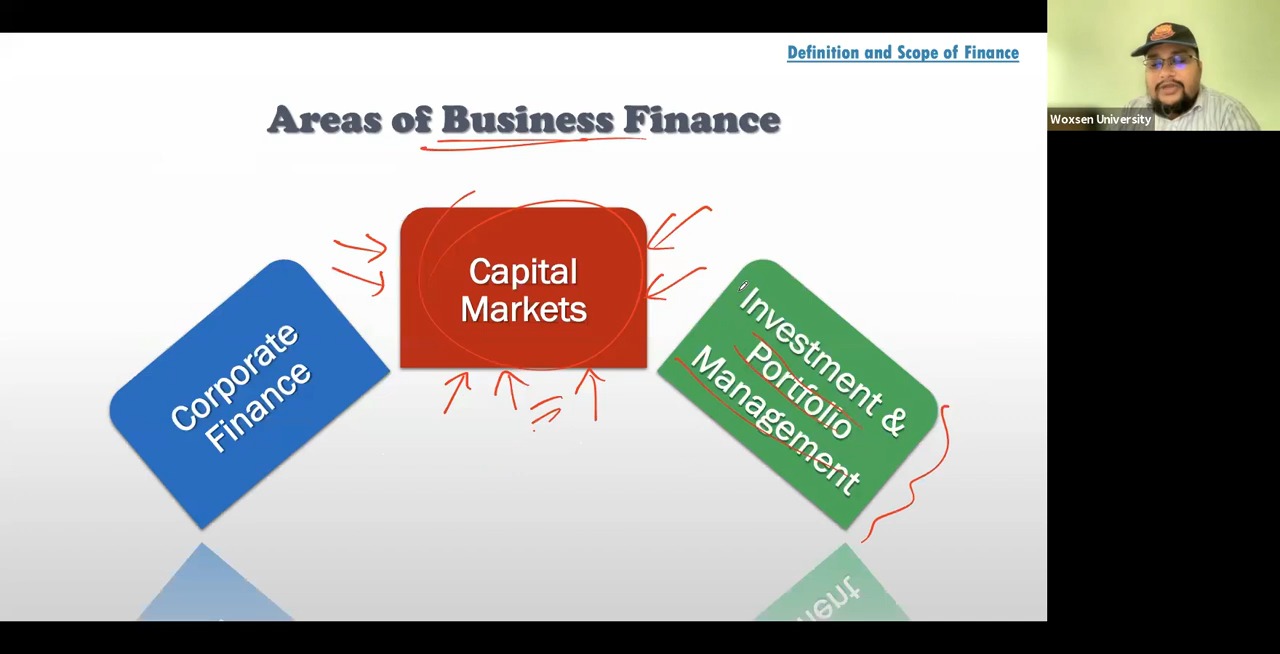 Definition and Scope of Finance
Areas of Business Finance
Corporate
Finance
Capital
Markets
Investment &
Portfolio
Management
Woxsen University